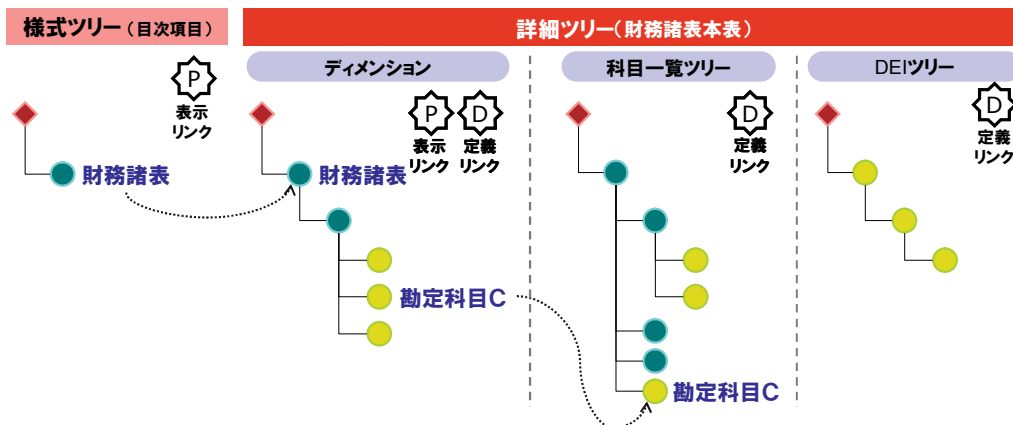 様式ツリー（目次項目）
詳細ツリー（財務諸表本表）
ディメンション
科目一覧ツリー
DEIツリー
P
表示
リンク
P
表示
リンク
D
定義
リンク
D
定義
リンク
D
定義
リンク
財務諸表
財務諸表
勘定科目C
勘定科目C